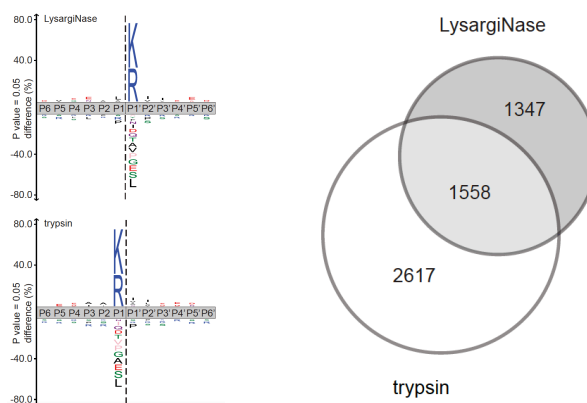 LysargiNase
80.0
40.0
-40.0
-80.0
P value = 0.05
difference (%)
K
R
P6 P5 P4 P3 P2 P1 P1' P2' P3' P4' P5' P6'
P
G
E
S
L
trypsin
80.0
40.0
-40.0
-80.0
P value = 0.05
difference (%)
K
R
P6 P5 P4 P3 P2 P1 P1' P2' P3' P4' P5' P6'
P
G
A
E
S
L
LysargiNase
1347
1558
2617
trypsin